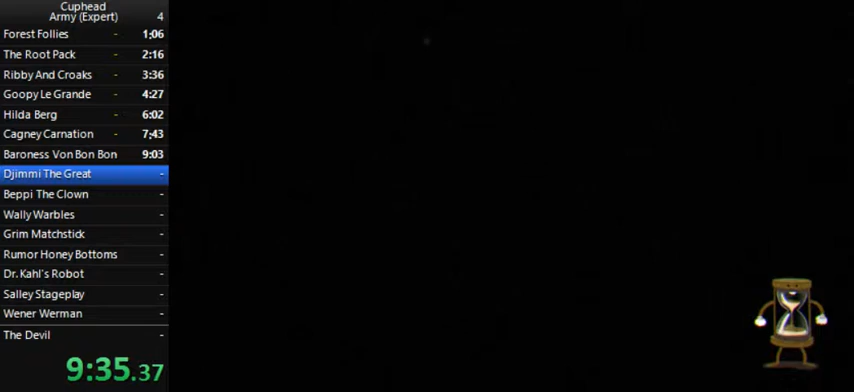 Cuphead
Army (Expert) 4
Forest Follies - 1:06
The Root Pack - 2:16
Ribby And Croaks - 3:36
Goopy Le Grande - 4:27
Hilda Berg - 6:02
Cagney Carnation - 7:43
Baroness Von Bon Bon 9:03
Djimmi The Great -
Beppi The Clown -
Wally Warbles -
Grim Matchstick -
Rumor Honey Bottoms -
Dr. Kahl's Robot -
Salley Stageplay -
Wener Werman -
The Devil -
9:35.37